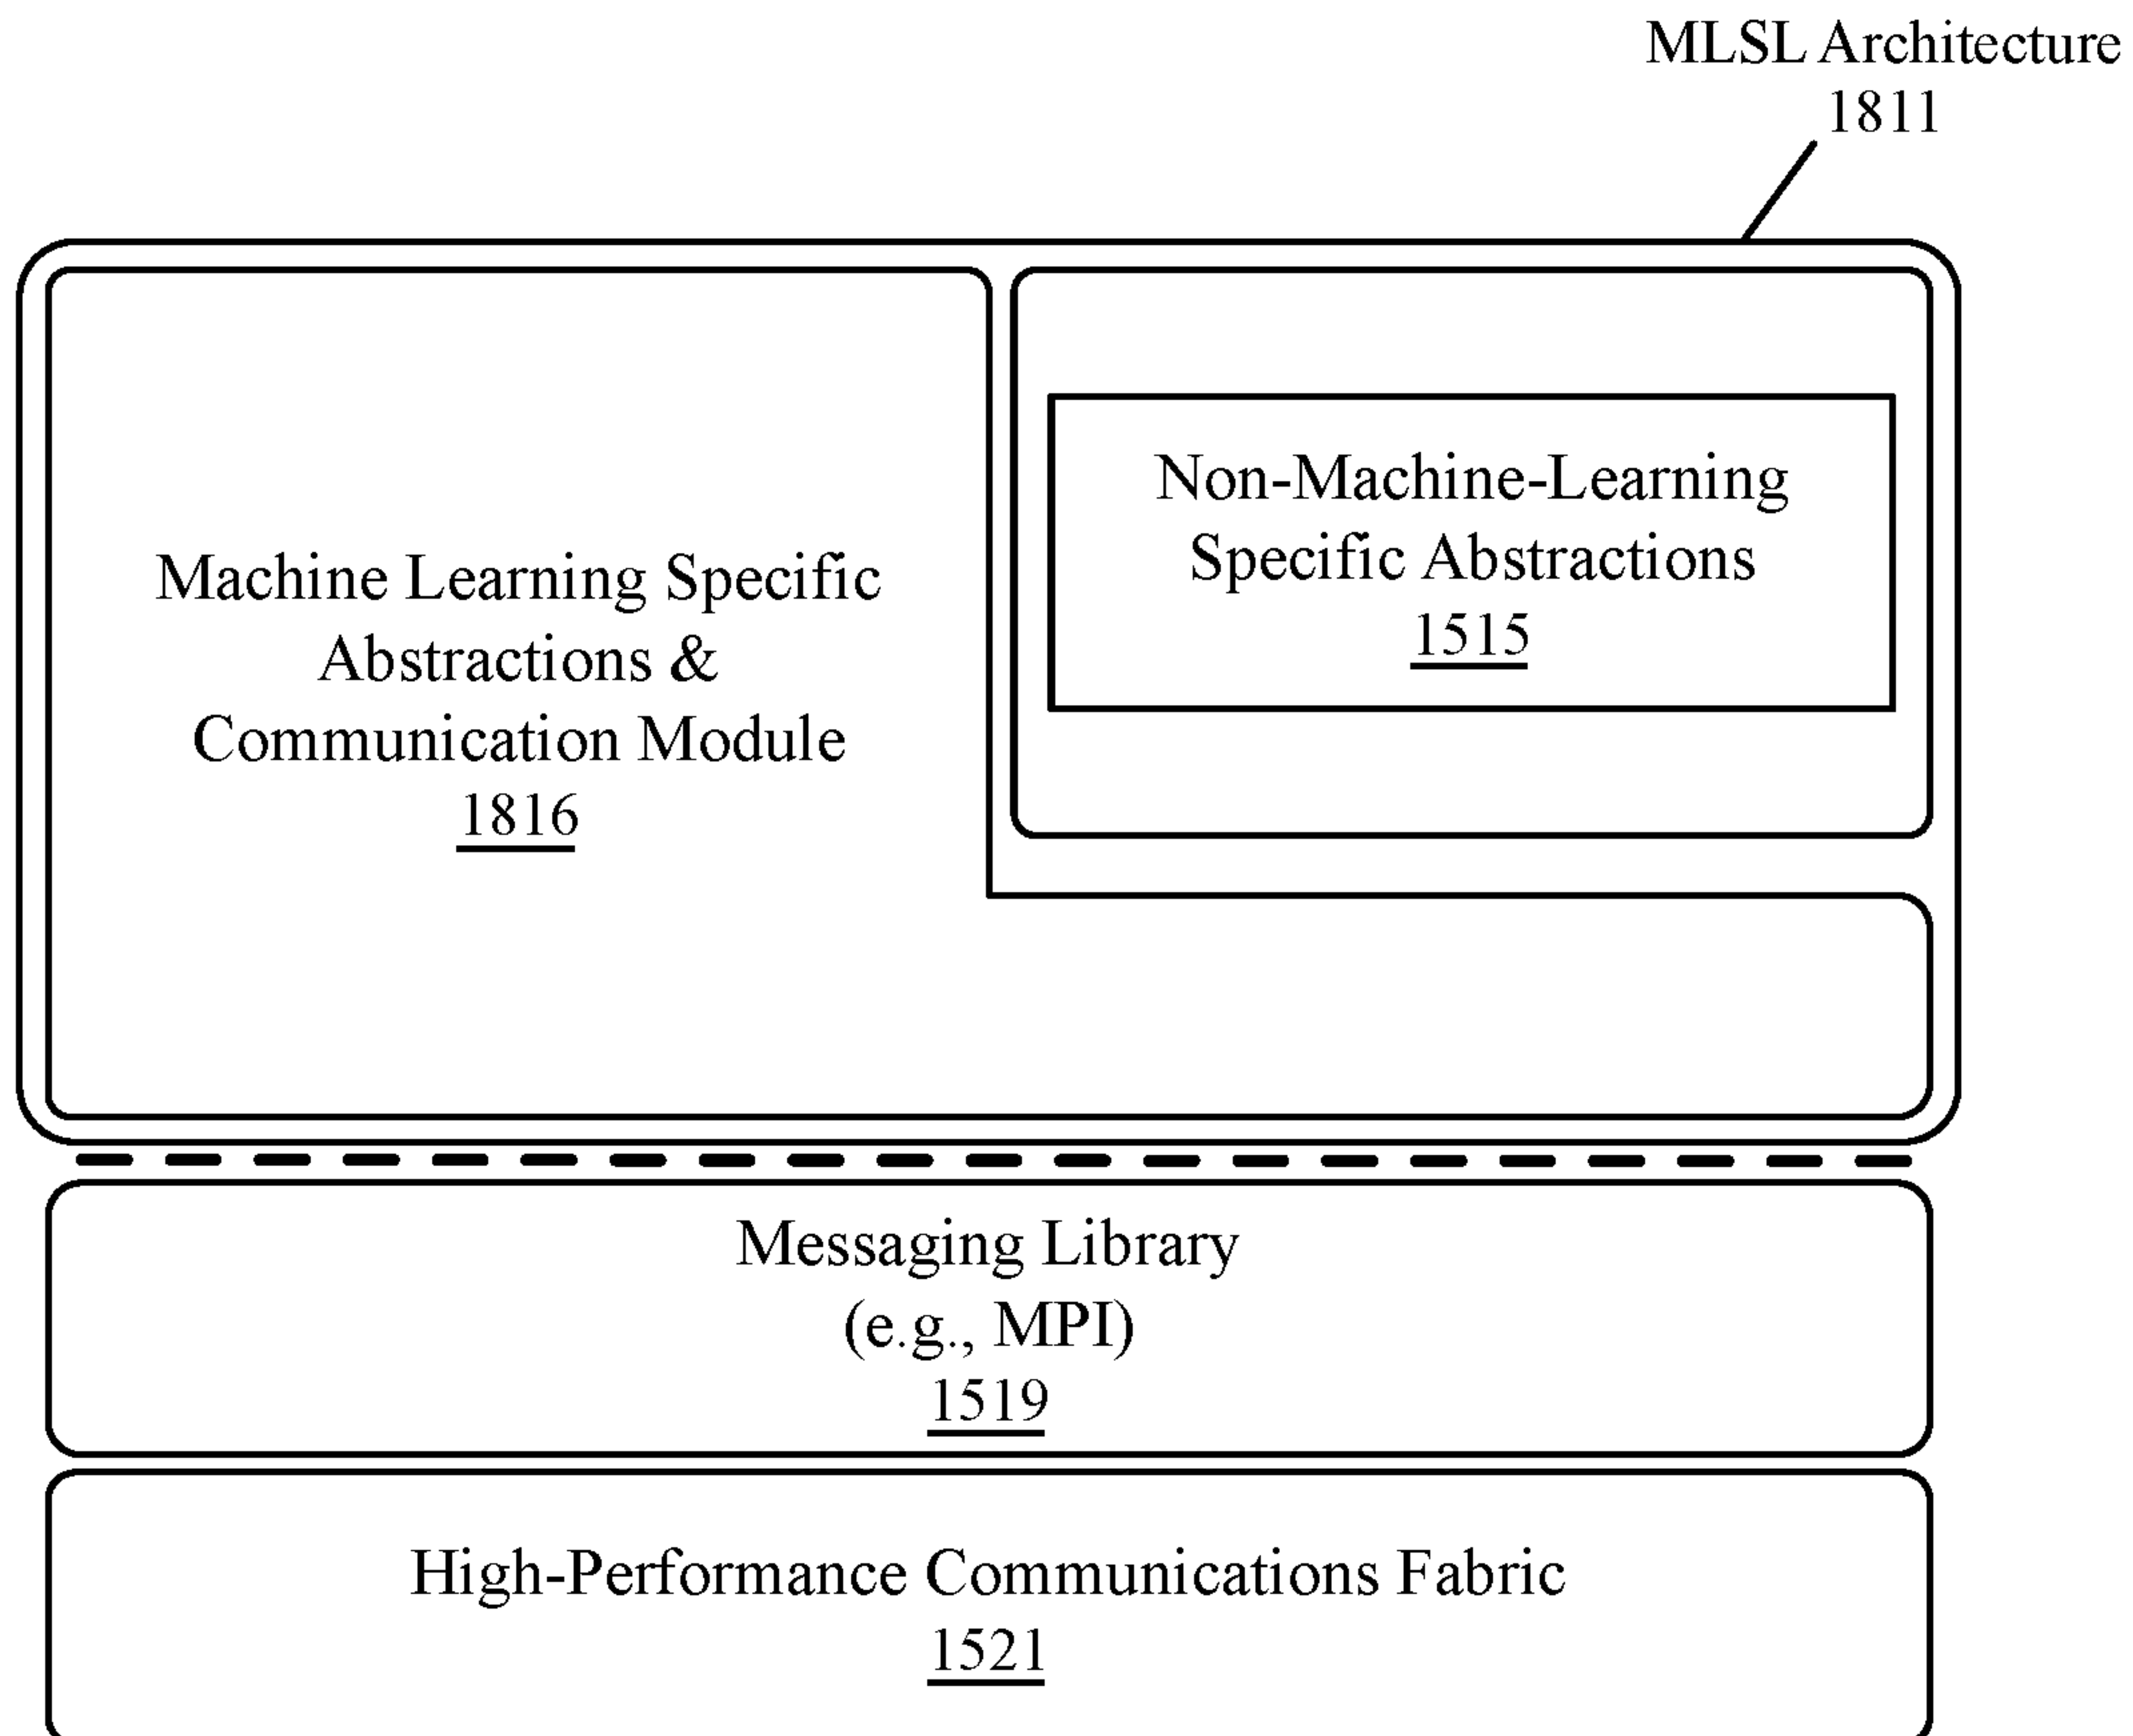 MLSL Architecture
1811
Non-Machine-Learning
Specific Abstractions
1515
Machine Learning Specific
Abstractions &
Communication Module
1816
Messaging Library
(e.g., MPI)
1519
High-Performance Communications Fabric
1521